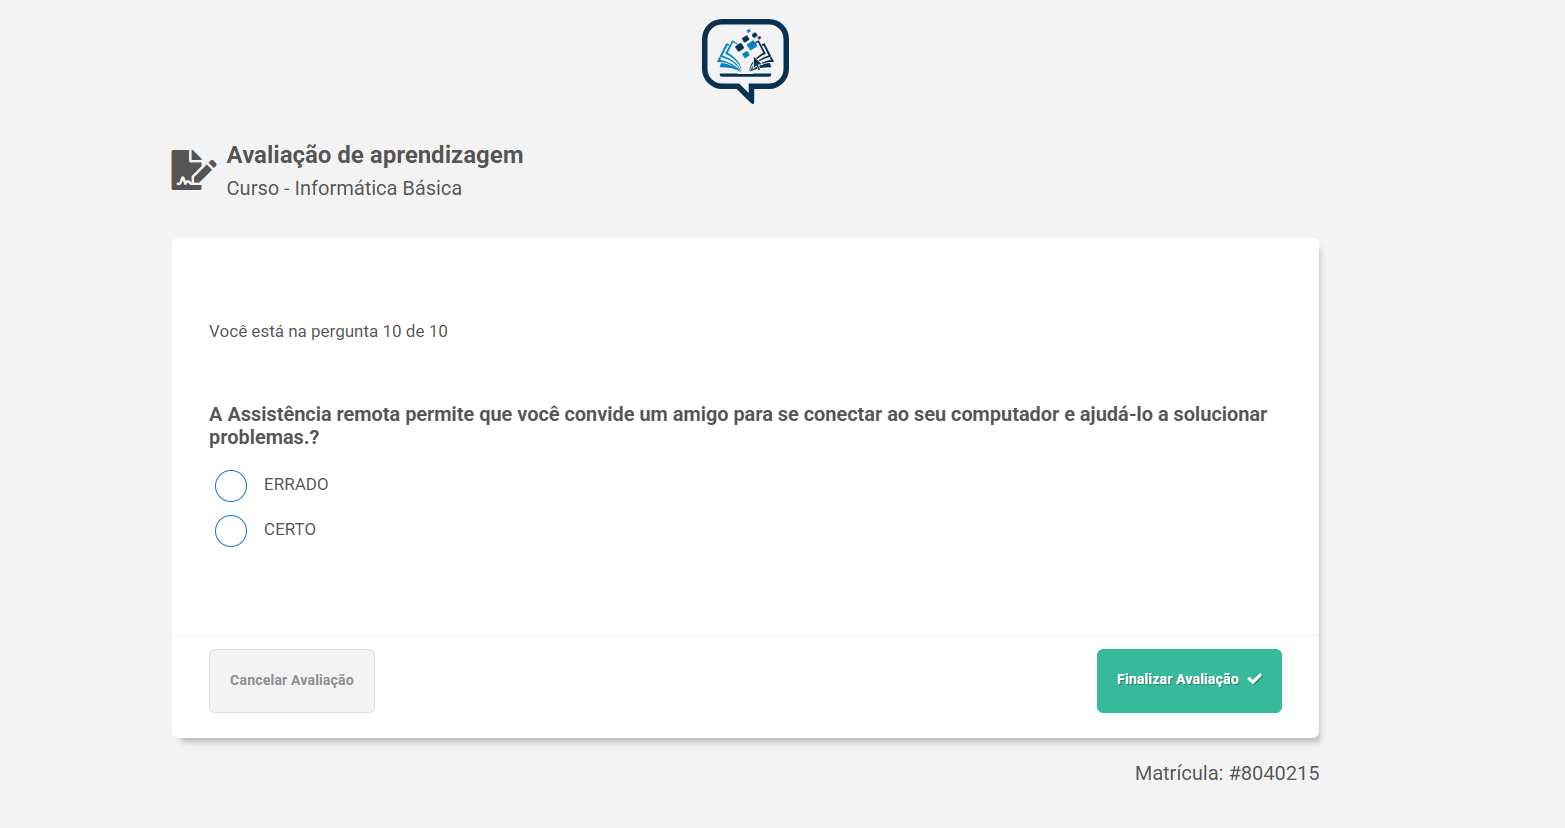 Avaliação de aprendizagem
Curso - Informática Básica
Você está na pergunta 10 de 10
A Assistência remota permite que você convide um amigo para se conectar ao seu computador e ajudá-lo a solucionar
problemas.?
ERRADO
CERTO
Cancelar Avaliação
Finalizar Avaliação
Matrícula: #8040215